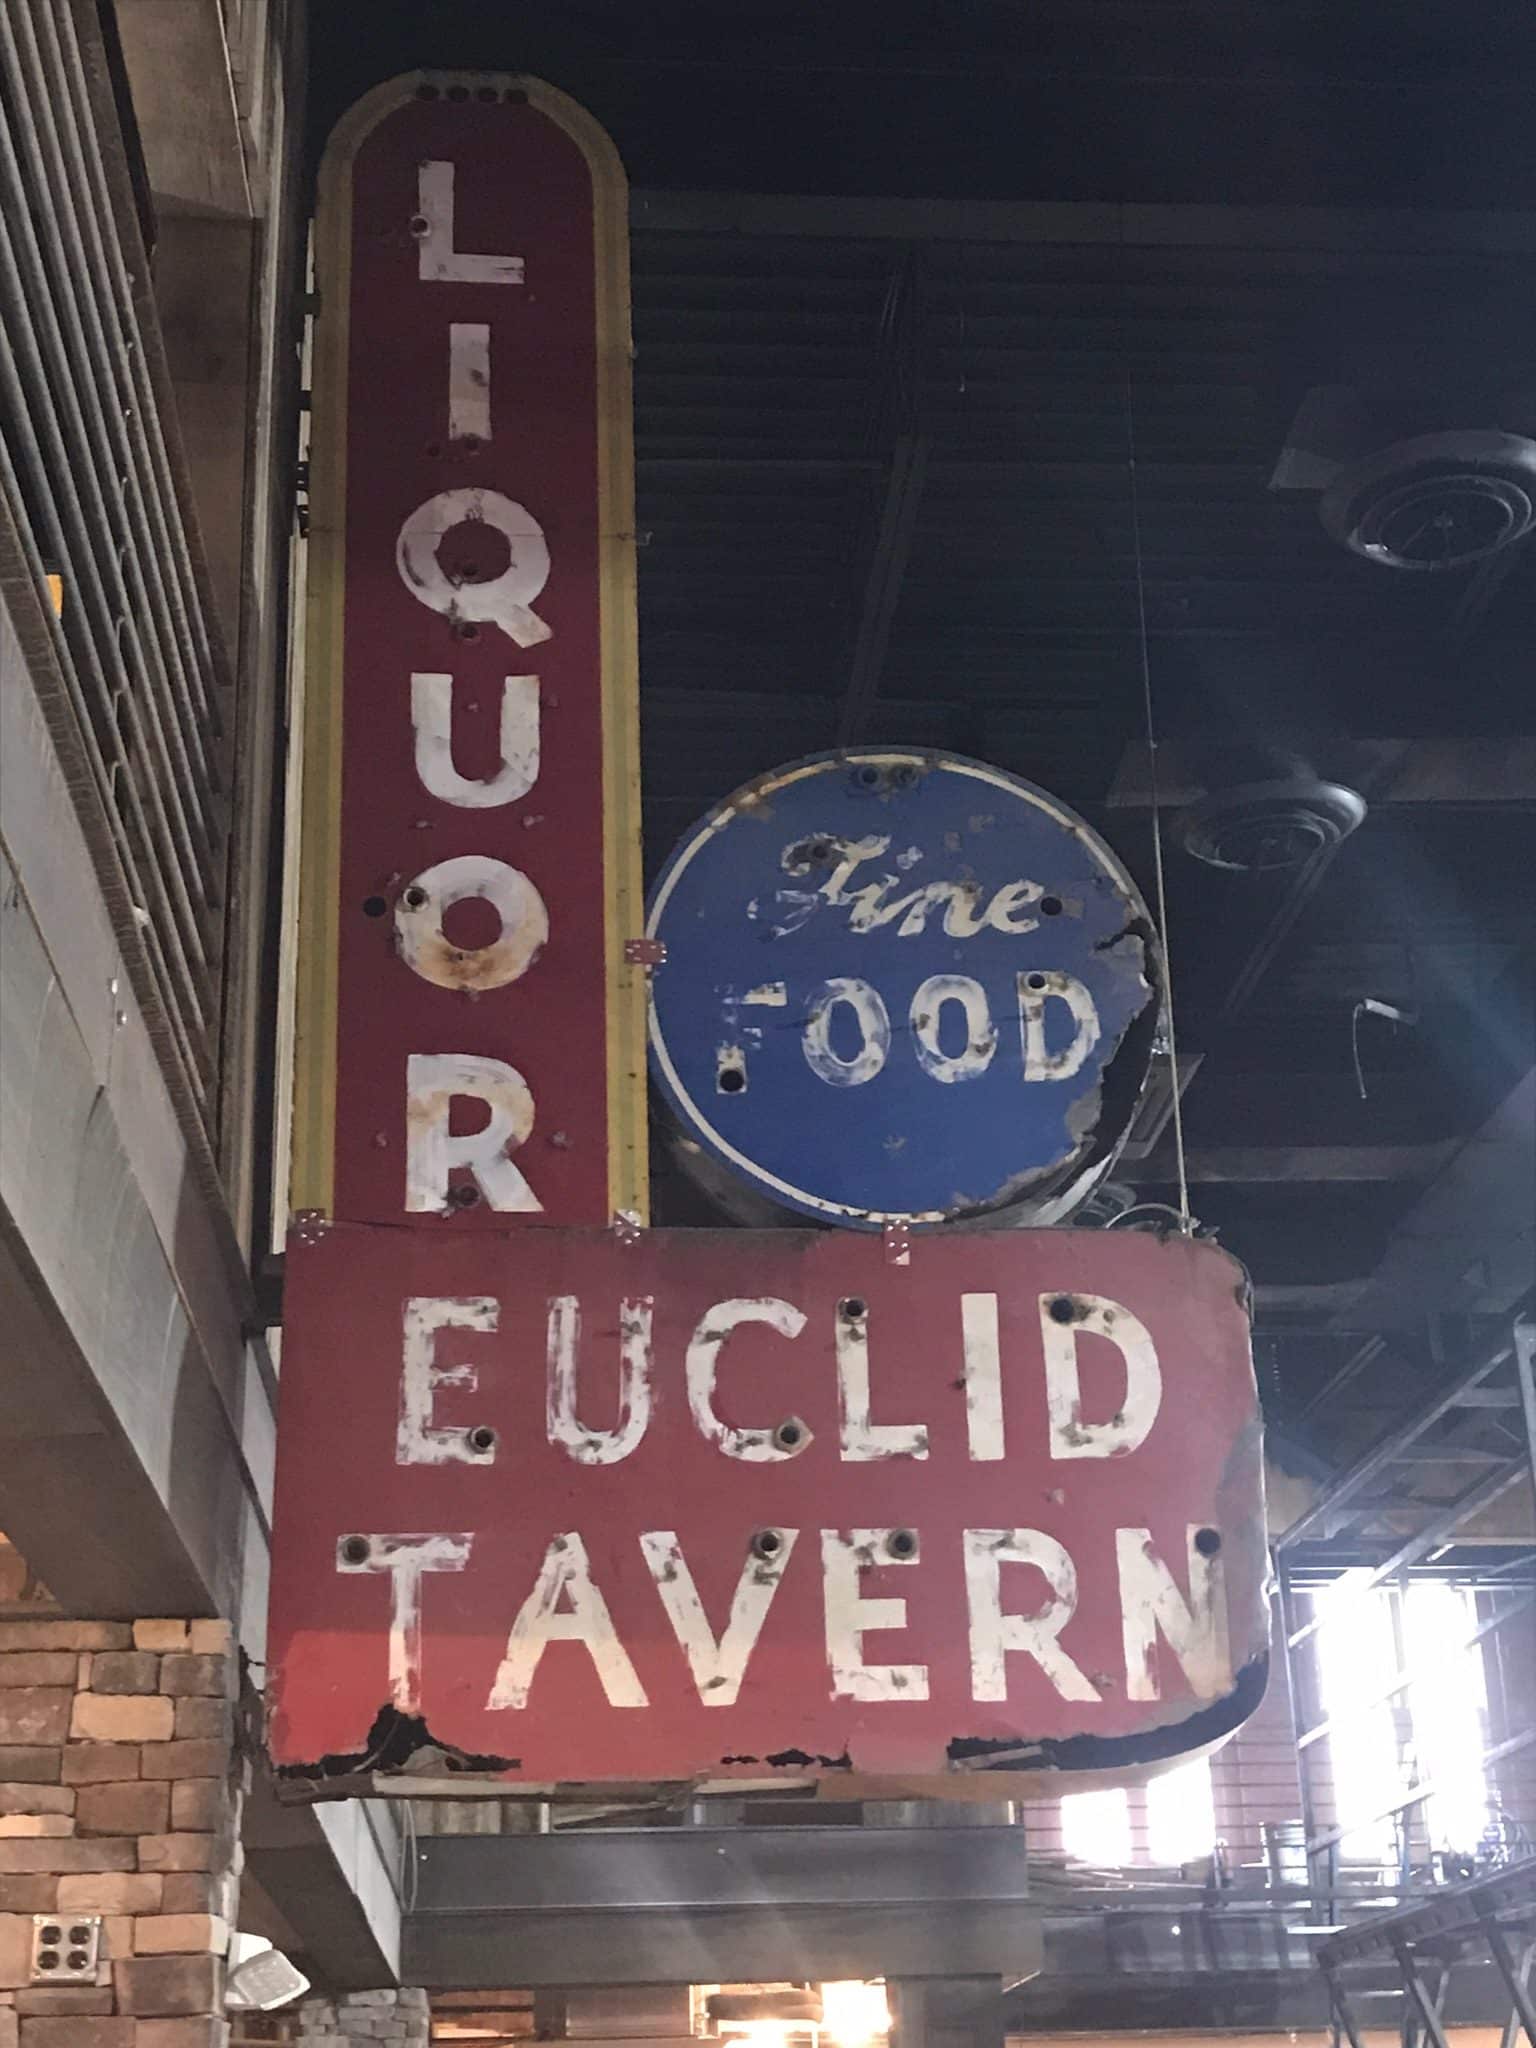 LIQUOR
Fine
FOOD
EUCLID
TAVERN